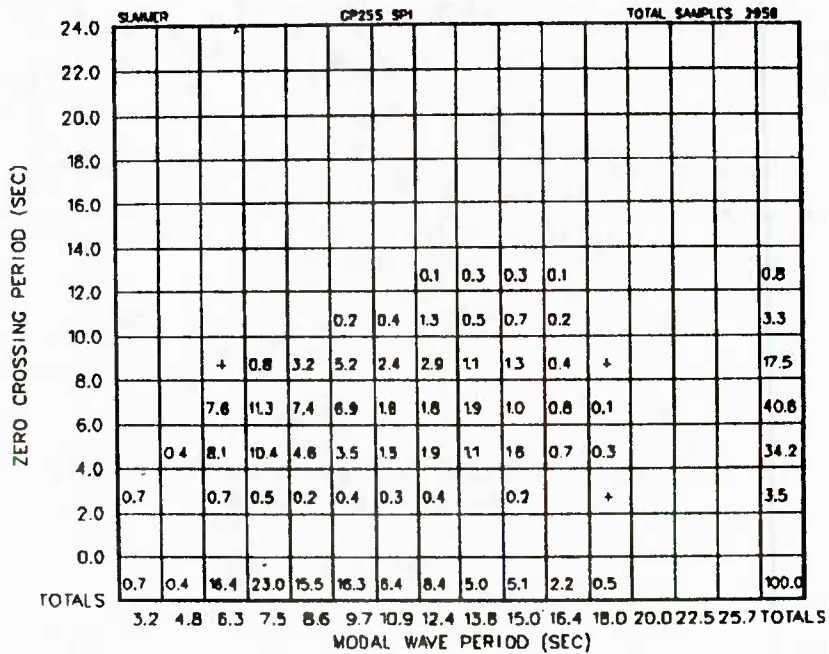 SUMMER GP255 SP1 TOTAL SAMPLES 2958
24.0
22.0
20.0
18.0
16.0
14.0
0.1 0.3 0.3 0.1 0.8
12.0
0.2 0.4 1.3 0.5 0.7 0.2 3.3
10.0
+ 0.8 3.2 5.2 2.4 2.9 1.1 1.3 0.4 + 17.5
8.0
7.6 11.3 7.4 6.9 1.8 1.8 1.9 1.0 0.8 0.1 40.6
6.0
0.4 8.1 10.4 4.6 3.5 1.5 1.9 1.1 1.6 0.7 0.3 34.2
4.0
0.7 0.7 0.5 0.2 0.4 0.3 0.4 0.2 + 3.5
2.0
0.0
0.7 0.4 16.4 23.0 15.5 16.3 6.4 8.4 5.0 5.1 2.2 0.5 100.0
TOTALS
3.2 4.8 6.3 7.5 8.6 9.7 10.9 12.4 13.8 15.0 16.4 18.0 20.0 22.5 25.7 TOTALS
MODAL WAVE PERIOD (SEC)
ZERO CROSSING PERIOD (SEC)